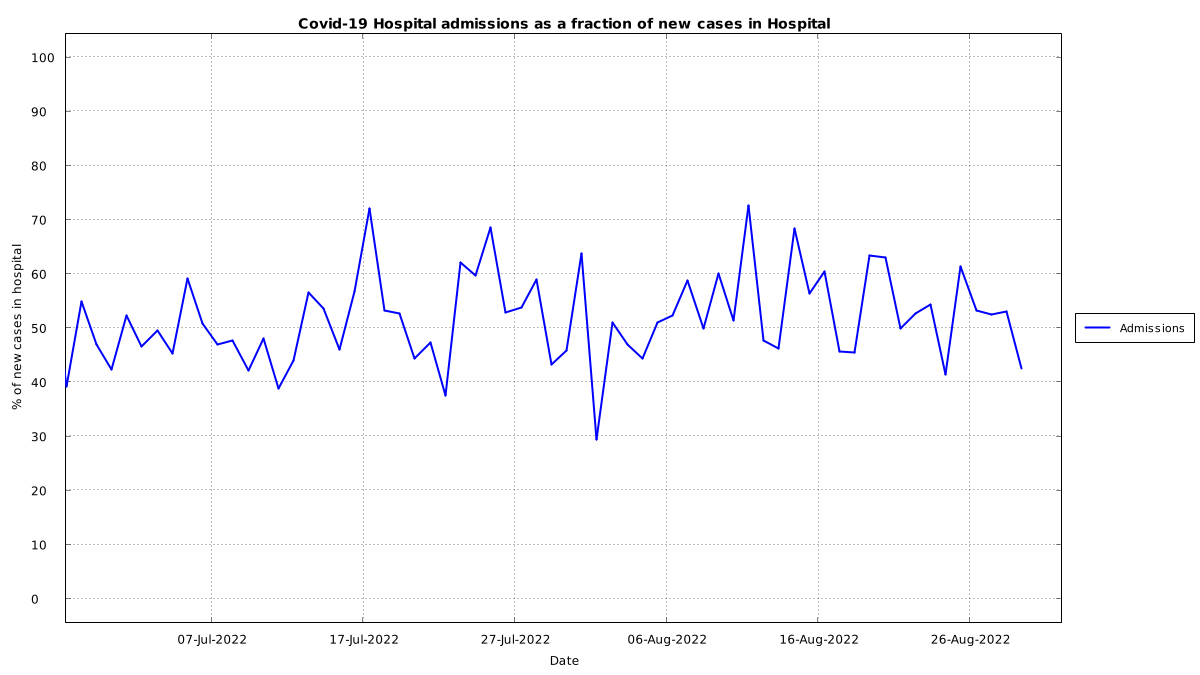 Covid-19 Hospital admissions as a fraction of new cases in Hospital
100
90
80
70
60
50
40
30
20
10
0
% of new cases in hospital
07-Jul-2022
17-Jul-2022
27-Jul-2022
06-Aug-2022
16-Aug-2022
26-Aug-2022
Date
Admissions